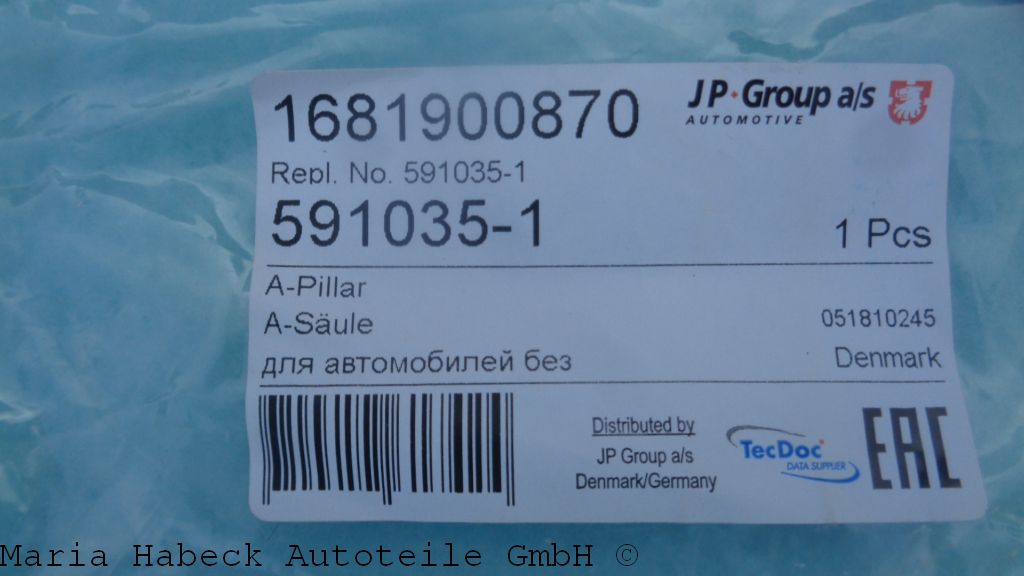 1681900870
JP Group a/s
AUTOMOTIVE
Repl. No. 591035-1
591035-1
1 Pcs
A-Pillar
A-Säule
051810245
для автомобилей без
Denmark
Distributed by
JP Group a/s
Denmark/Germany
TecDoc
DATA SUPPLIER
EAC
Maria Habeck Autoteile GmbH ©